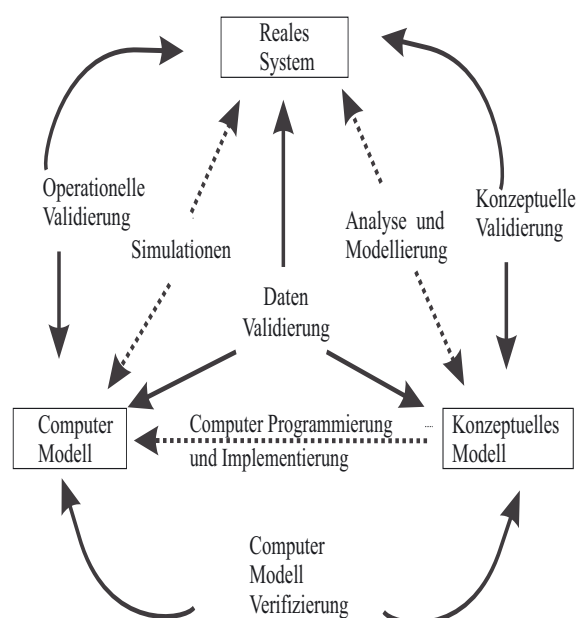 Reales
System
Operationelle
Validierung
Simulationen
Analyse und
Modellierung
Konzeptuelle
Validierung
Daten
Validierung
Computer
Modell
Computer Programmierung
und Implementierung
Konzeptuelles
Modell
Computer
Modell
Verifizierung